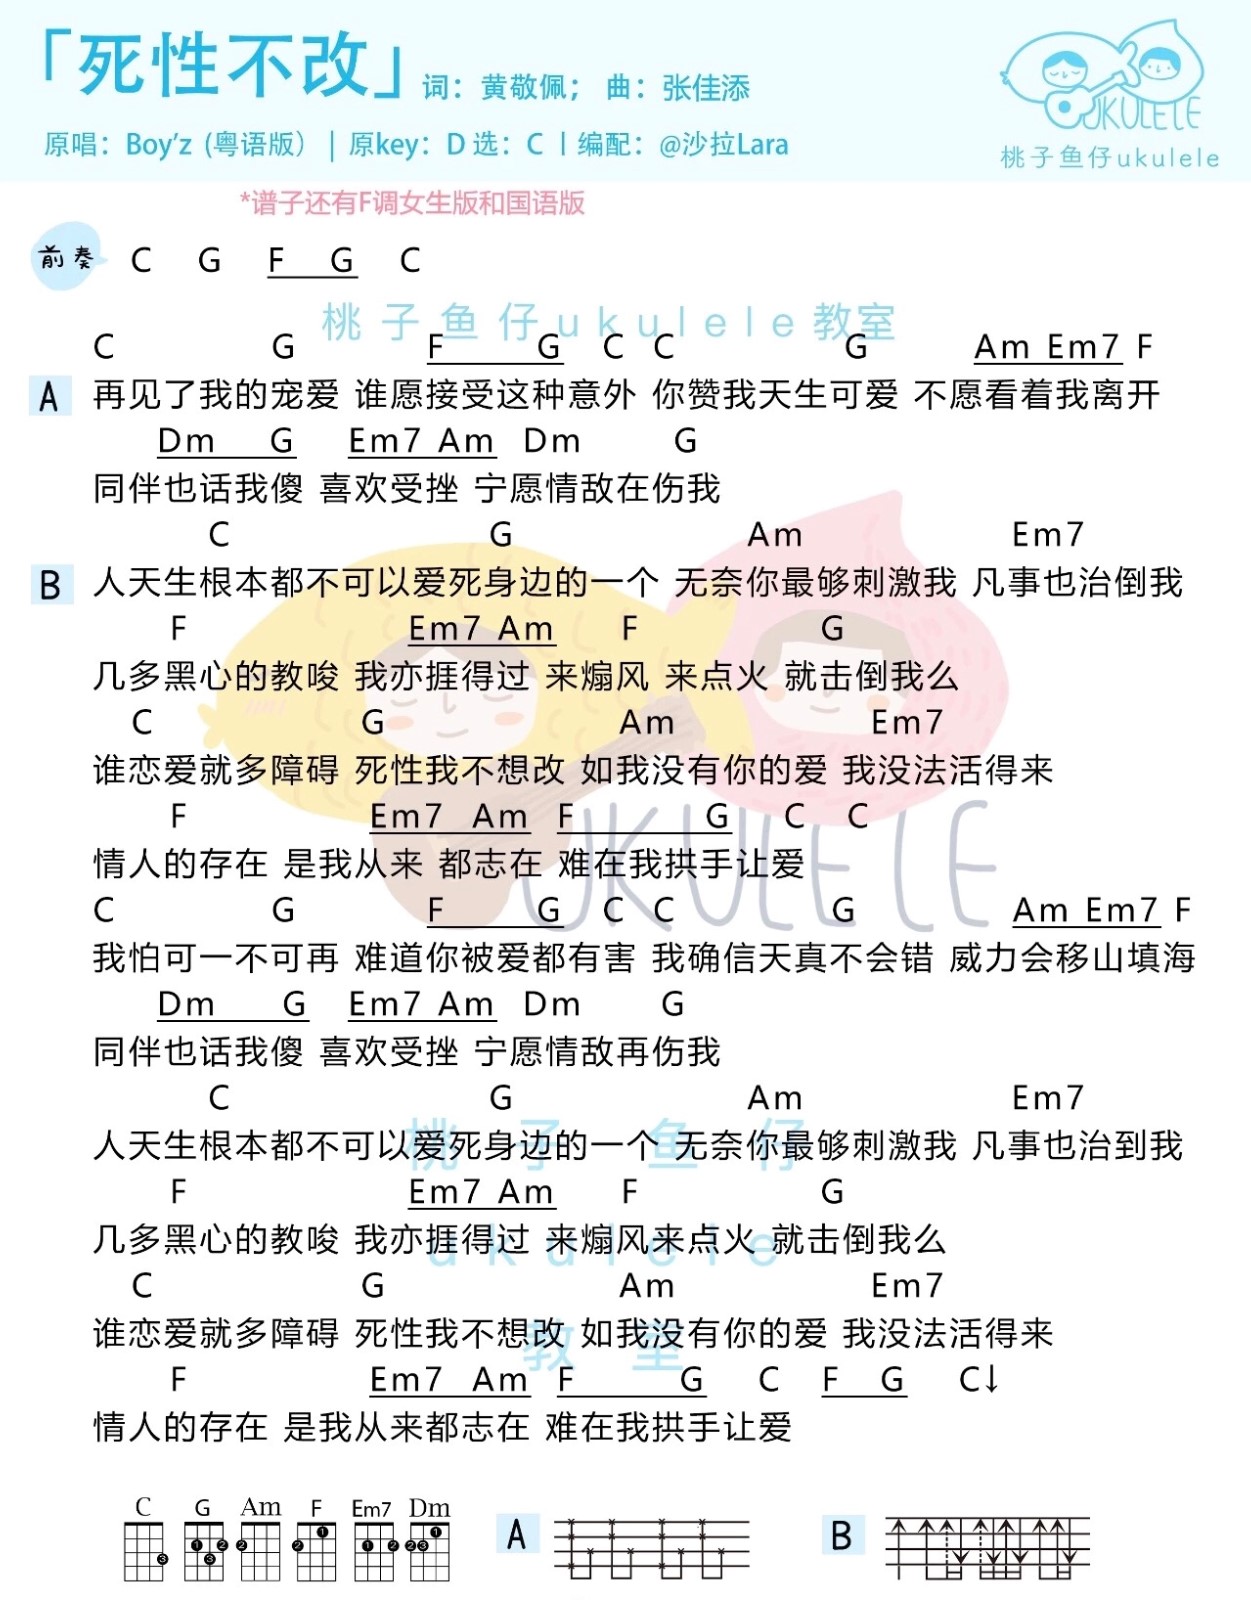 「死性不改」 词：黄敬佩； 曲：张佳添
UKULELE
原唱：Boy'z (粤语版） | 原key：D 选：C | 编配：@沙拉Lara
桃子鱼仔ukulele
*谱子还有F调女生版和国语版
前奏 C G F G C
桃子鱼仔ukulele教室
C G F G C C G Am Em7 F
A 再见了我的宠爱 谁愿接受这种意外 你赞我天生可爱 不愿看着我离开
Dm G Em7 Am Dm G
同伴也话我傻 喜欢受挫 宁愿情敌在伤我
C G Am Em7
B 人天生根本都不可以爱死身边的一个 无奈你最够刺激我 凡事也治倒我
F Em7 Am F G
几多黑心的教唆 我亦捱得过 来煽风 来点火 就击倒我么
C G Am Em7
谁恋爱就多障碍 死性我不想改 如我没有你的爱 我没法活得来
F Em7 Am F G C C
情人的存在 是我从来 都志在 难在我拱手让爱
UKULELE
C G F G C C G Am Em7 F
我怕可一不可再 难道你被爱都有害 我确信天真不会错 威力会移山填海
Dm G Em7 Am Dm G
同伴也话我傻 喜欢受挫 宁愿情敌再伤我
C G Am Em7
桃子鱼仔
人天生根本都不可以爱死身边的一个 无奈你最够刺激我 凡事也治到我
F Em7 Am F G
几多黑心的教唆 我亦捱得过 来煽风来点火 就击倒我么
ukulele
C G Am Em7
谁恋爱就多障碍 死性我不想改 如我没有你的爱 我没法活得来
教室
F Em7 Am F G C F G C↓
情人的存在 是我从来都志在 难在我拱手让爱
C G Am F Em7 Dm
A B
3 1 2 3 2 1 2 1 2 1 2 3